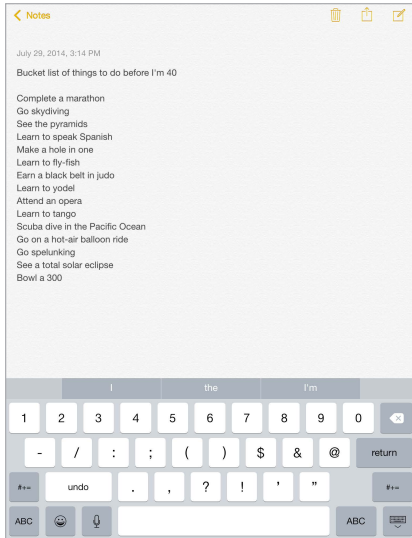 Notes
July 29, 2014, 3:14 PM
Bucket list of things to do before I'm 40
Complete a marathon
Go skydiving
See the pyramids
Learn to speak Spanish
Make a hole in one
Learn to fly-fish
Earn a black belt in judo
Learn to yodel
Attend an opera
Learn to tango
Scuba dive in the Pacific Ocean
Go on a hot-air balloon ride
Go spelunking
See a total solar eclipse
Bowl a 300
I the I'm
1 2 3 4 5 6 7 8 9 0
- / : ; ( ) $ & @ return
#+= undo . , ? ! ' " #+=
ABC ABC